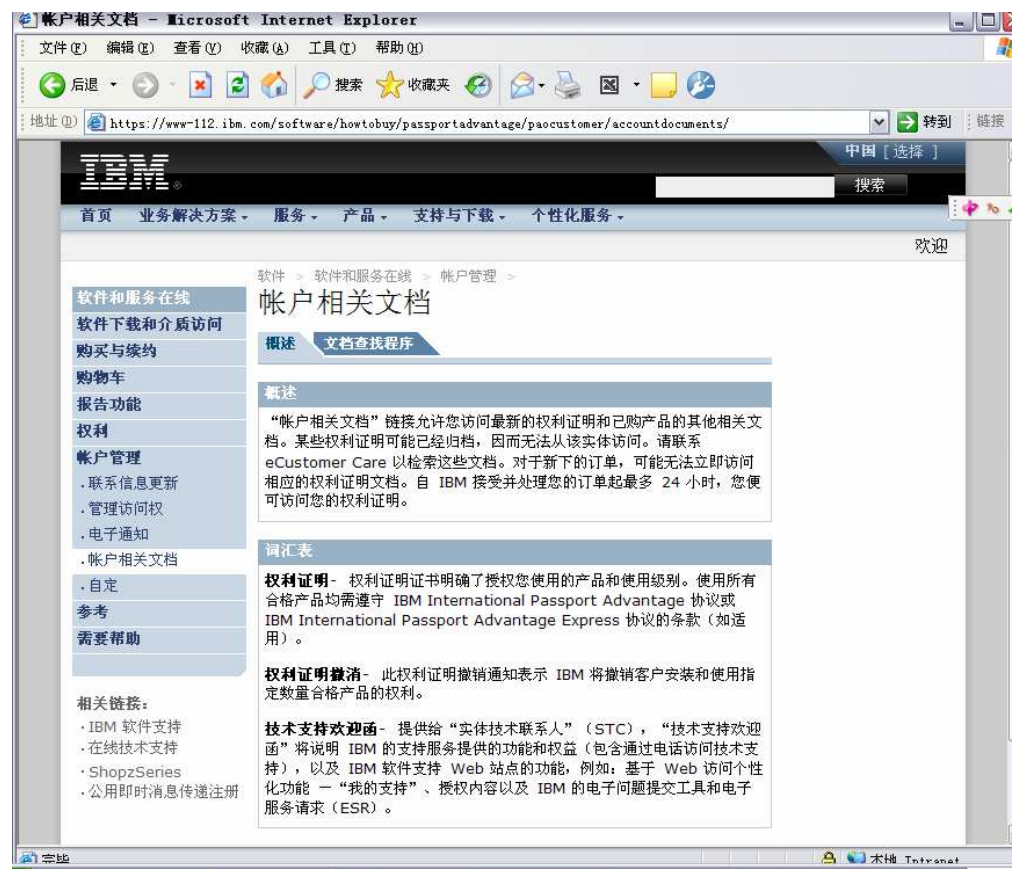 帐户相关文档 - Microsoft Internet Explorer
文件(F) 编辑(E) 查看(V) 收藏(A) 工具(T) 帮助(H)
后退 搜索 收藏夹
地址(D) https://www-112.ibm.com/software/howtobuy/passportadvantage/paocustomer/accountdocuments/ 转到 链接
中国 [ 选择 ]
IBM®
搜索
首页 业务解决方案 服务 产品 支持与下载 个性化服务
欢迎
软件 > 软件和服务在线 > 帐户管理 >
帐户相关文档
软件和服务在线
软件下载和介质访问
购买与续约
购物车
报告功能
权利
帐户管理
· 联系信息更新
· 管理访问权
· 电子通知
· 帐户相关文档
· 自定
参考
需要帮助
相关链接:
· IBM 软件支持
· 在线技术支持
· ShopzSeries
· 公用即时消息传递注册
概述 文档查找程序
概述
“帐户相关文档”链接允许您访问最新的权利证明和已购产品的其他相关文
档。某些权利证明可能已经归档，因而无法从该实体访问。请联系
eCustomer Care 以检索这些文档。对于新下的订单，可能无法立即访问
相应的权利证明文档。自 IBM 接受并处理您的订单起最多 24 小时，您便
可访问您的权利证明。
词汇表
权利证明- 权利证明证书明确了授权您使用的产品和使用级别。使用所有
合格产品均需遵守 IBM International Passport Advantage 协议或
IBM International Passport Advantage Express 协议的条款（如适
用）。
权利证明撤消- 此权利证明撤销通知表示 IBM 将撤销客户安装和使用指
定数量合格产品的权利。
技术支持欢迎函- 提供给“实体技术联系人”（STC），“技术支持欢迎
函”将说明 IBM 的支持服务提供的功能和权益（包含通过电话访问技术支
持），以及 IBM 软件支持 Web 站点的功能，例如：基于 Web 访问个性
化功能 — “我的支持”、授权内容以及 IBM 的电子问题提交工具和电子
服务请求（ESR）。
完毕 本地 Intranet